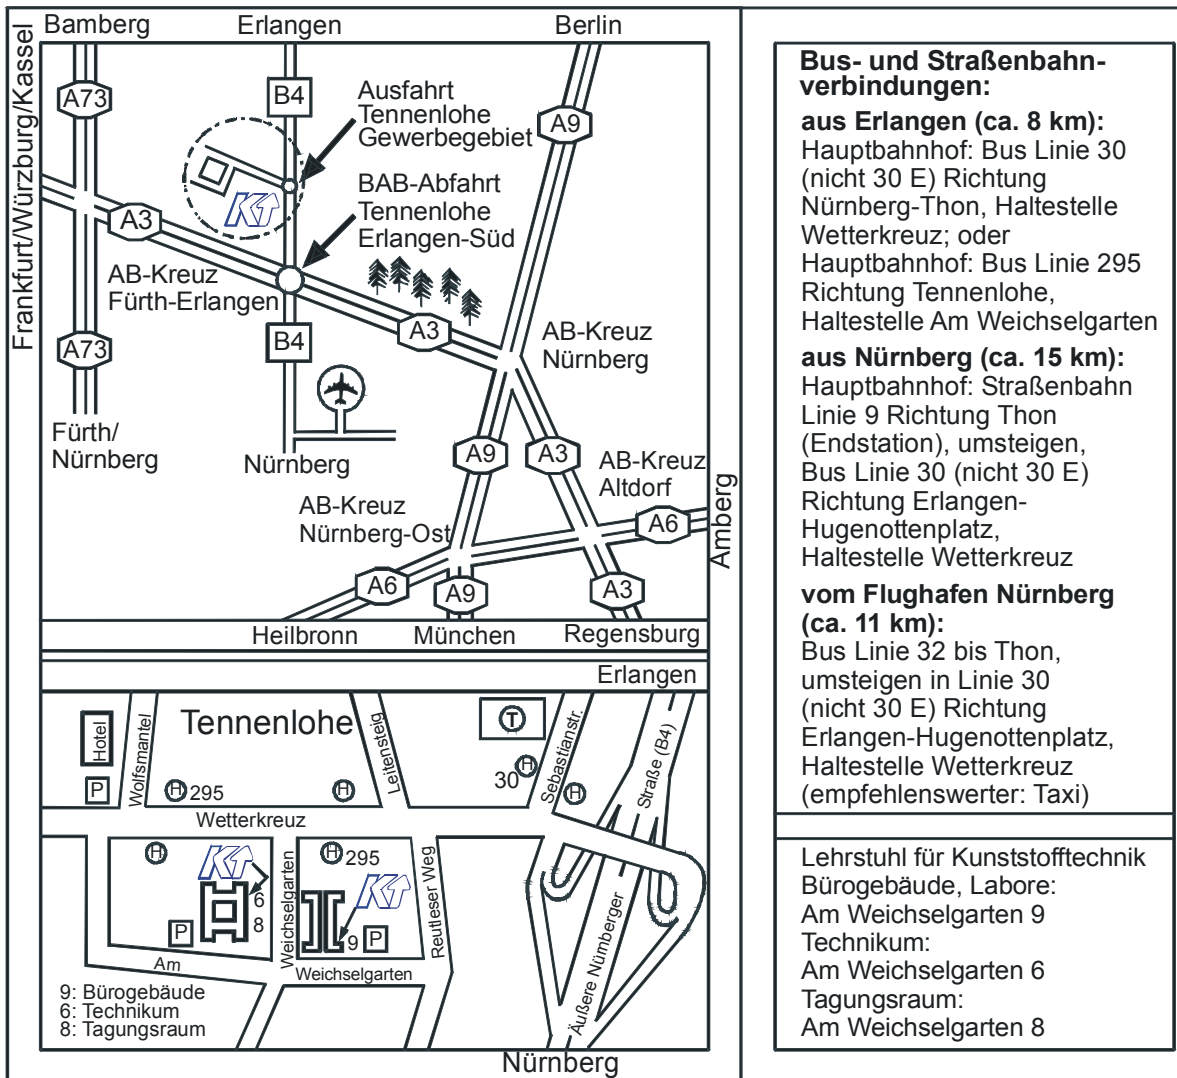 Bamberg Erlangen Berlin
Frankfurt/Würzburg/Kassel
A73
B4
Ausfahrt
Tennenlohe
Gewerbegebiet
A9
KT
BAB-Abfahrt
Tennenlohe
Erlangen-Süd
A3
AB-Kreuz
Fürth-Erlangen
A73
B4
A3
AB-Kreuz
Nürnberg
Fürth/
Nürnberg
Nürnberg
A9
A3
AB-Kreuz
Altdorf
AB-Kreuz
Nürnberg-Ost
A6
Amberg
A6
A9
A3
Heilbronn München Regensburg
Erlangen
Tennenlohe
Hotel
P
Wolfsmantel
H 295
H
Leitensteig
T
30 H
Sebastianstr.
H
Straße (B4)
Wetterkreuz
H
KT
6
8
P
Weichselgarten
H 295
KT
9 P
Reutleser Weg
Am
Weichselgarten
Äußere Nürnberger
9: Bürogebäude
6: Technikum
8: Tagungsraum
Nürnberg
Bus- und Straßenbahn-
verbindungen:
aus Erlangen (ca. 8 km):
Hauptbahnhof: Bus Linie 30
(nicht 30 E) Richtung
Nürnberg-Thon, Haltestelle
Wetterkreuz; oder
Hauptbahnhof: Bus Linie 295
Richtung Tennenlohe,
Haltestelle Am Weichselgarten
aus Nürnberg (ca. 15 km):
Hauptbahnhof: Straßenbahn
Linie 9 Richtung Thon
(Endstation), umsteigen,
Bus Linie 30 (nicht 30 E)
Richtung Erlangen-
Hugenottenplatz,
Haltestelle Wetterkreuz
vom Flughafen Nürnberg
(ca. 11 km):
Bus Linie 32 bis Thon,
umsteigen in Linie 30
(nicht 30 E) Richtung
Erlangen-Hugenottenplatz,
Haltestelle Wetterkreuz
(empfehlenswerter: Taxi)
Lehrstuhl für Kunststofftechnik
Bürogebäude, Labore:
Am Weichselgarten 9
Technikum:
Am Weichselgarten 6
Tagungsraum:
Am Weichselgarten 8